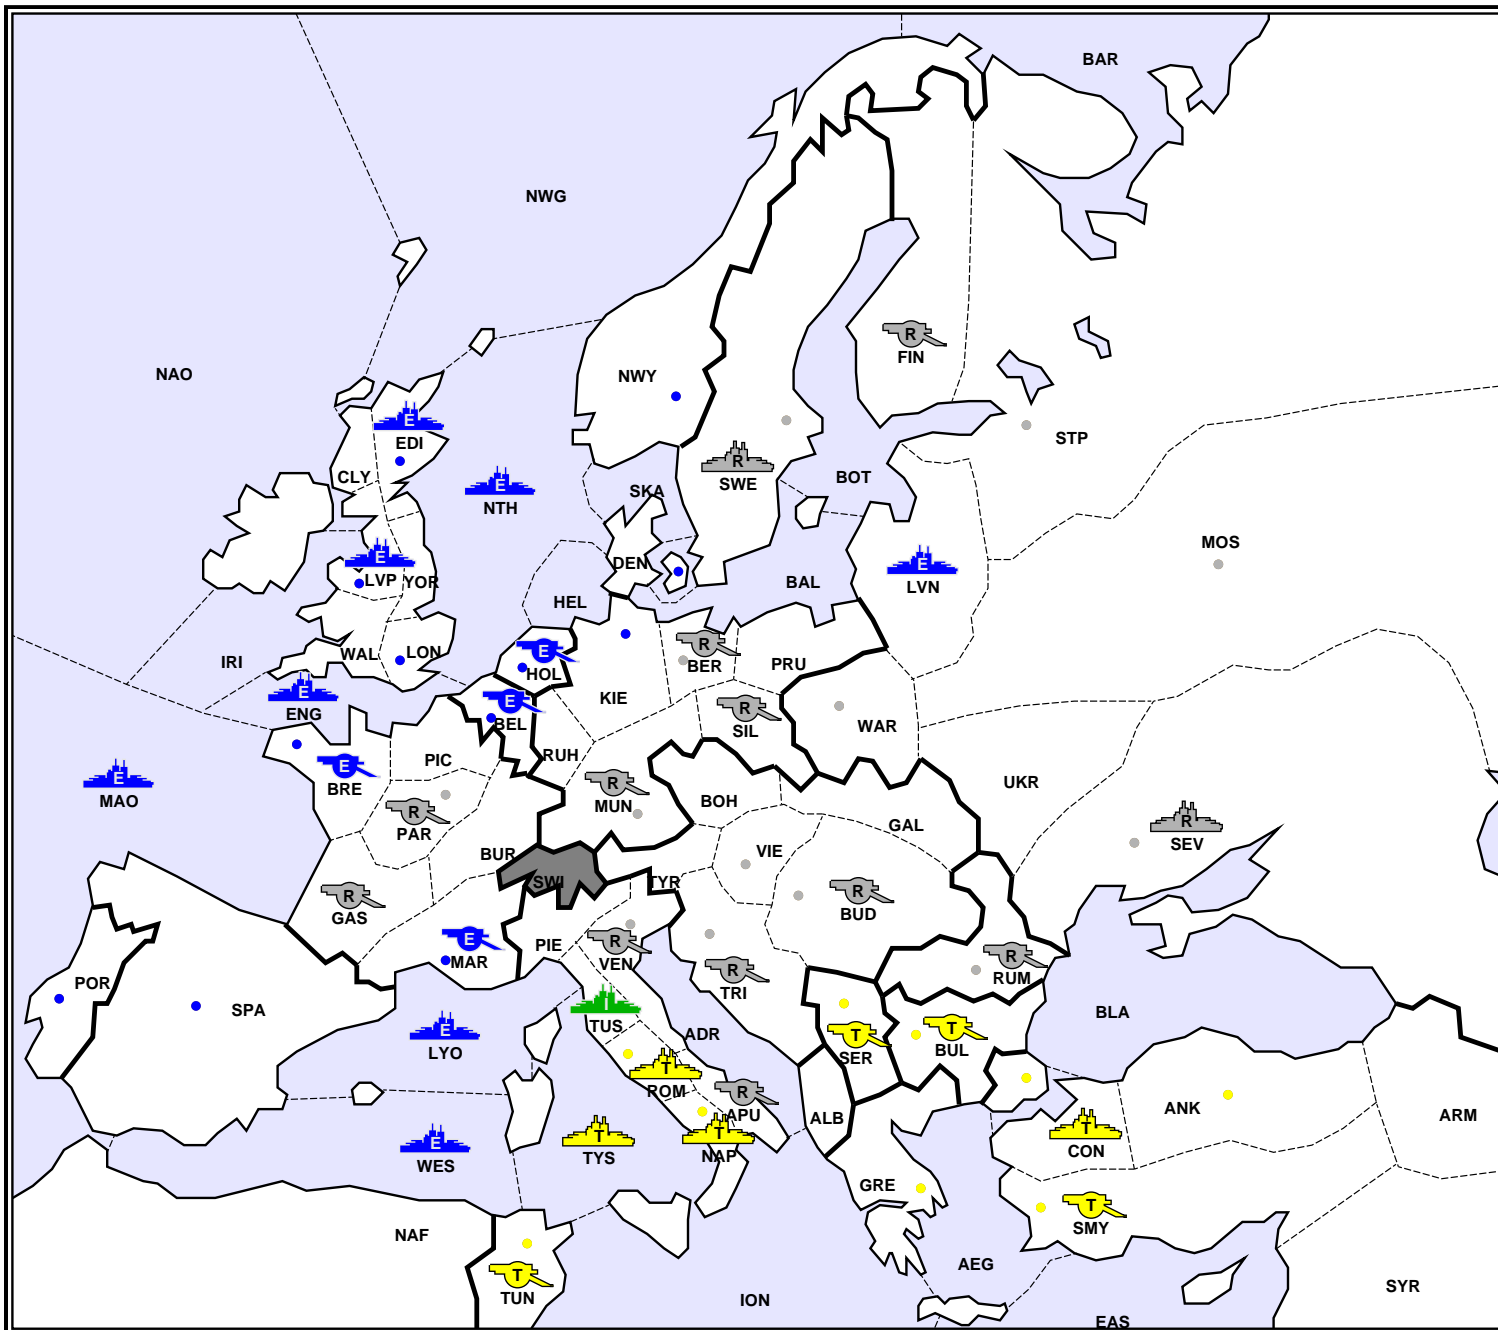 BAR
NWG
R
FIN
NAO
NWY
E
EDI
STP
R
SWE
CLY
BOT
E
NTH
SKA
MOS
E
LVP
YOR
DEN
BAL
E
LVN
HEL
IRI
WAL
LON
E
HOL
R
BER
PRU
E
ENG
E
BEL
KIE
R
SIL
WAR
RUH
PIC
E
MAO
E
BRE
R
MUN
BOH
UKR
R
PAR
GAL
R
SEV
BUR
VIE
SWI
TYR
R
GAS
R
BUD
E
MAR
PIE
R
VEN
R
TRI
R
RUM
POR
SPA
I
TUS
BLA
E
LYO
ADR
T
SER
T
BUL
T
ROM
R
APU
ALB
ANK
ARM
E
WES
T
TYS
T
NAP
T
CON
GRE
T
SMY
NAF
AEG
T
TUN
ION
SYR
EAS